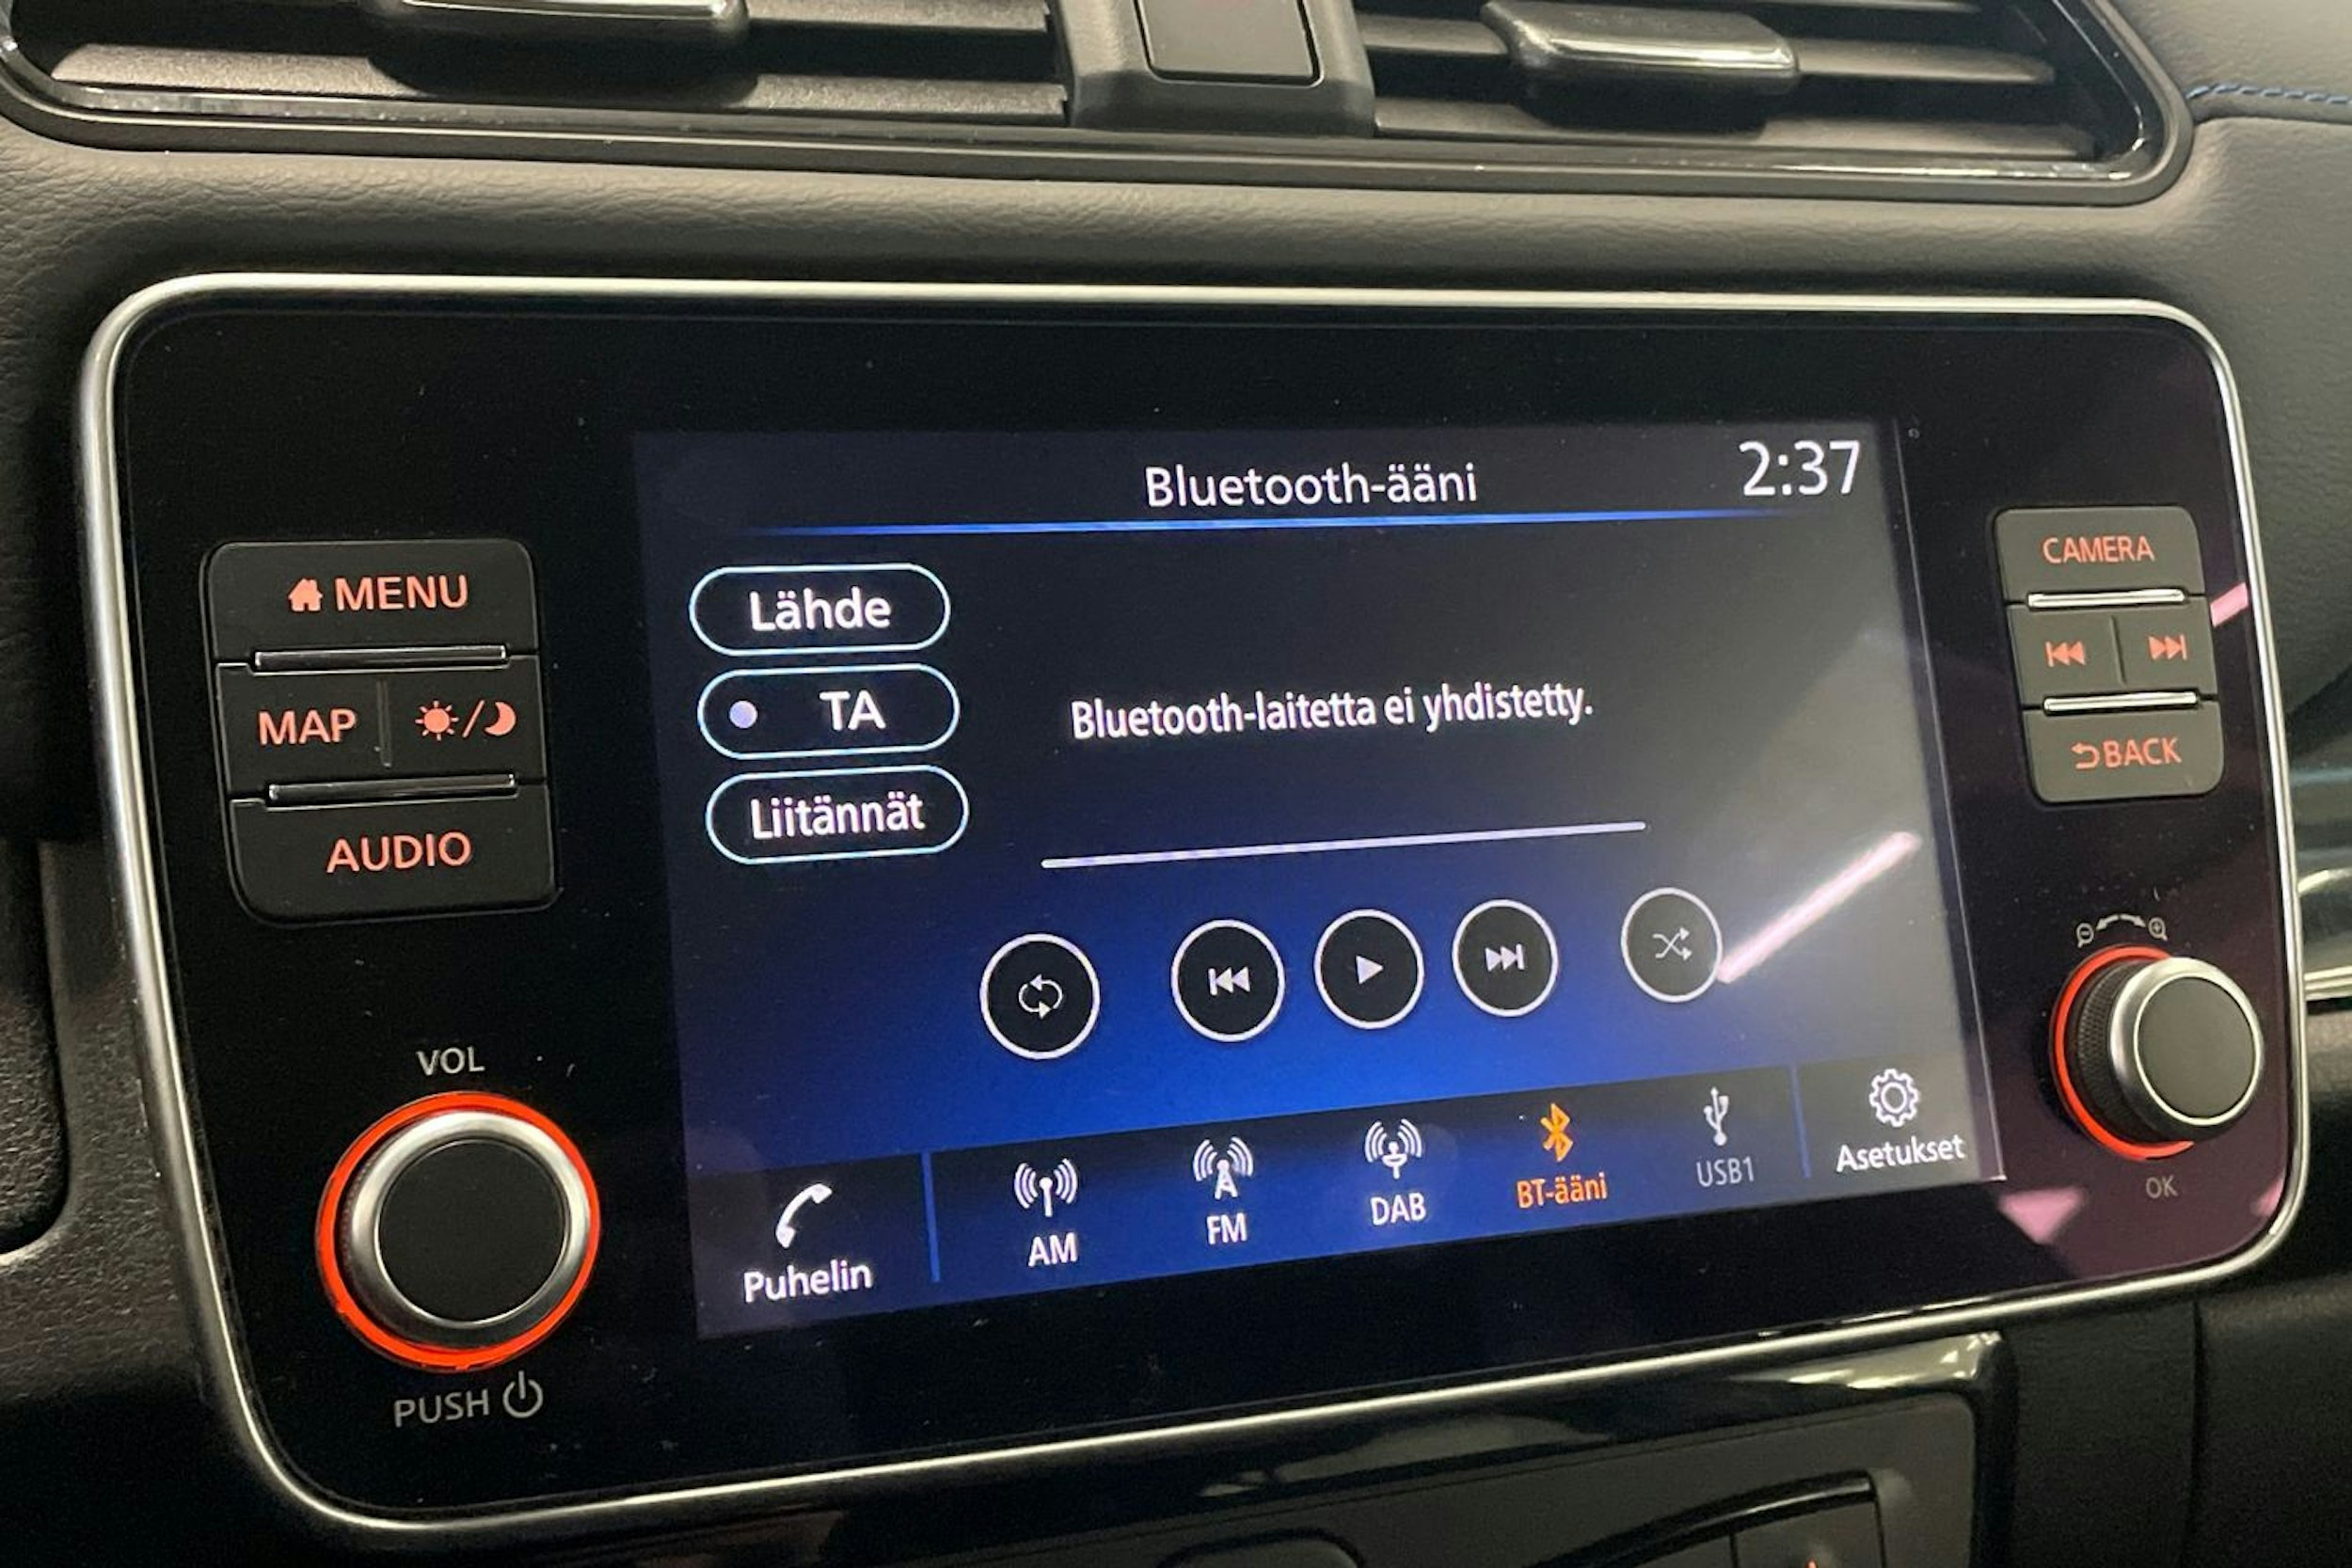 Bluetooth-ääni
2:37
MENU
MAP
AUDIO
VOL
PUSH
Lähde
TA
Liitännät
Bluetooth-laitetta ei yhdistetty.
Puhelin
AM
FM
DAB
BT-ääni
USB1
Asetukset
CAMERA
BACK
OK